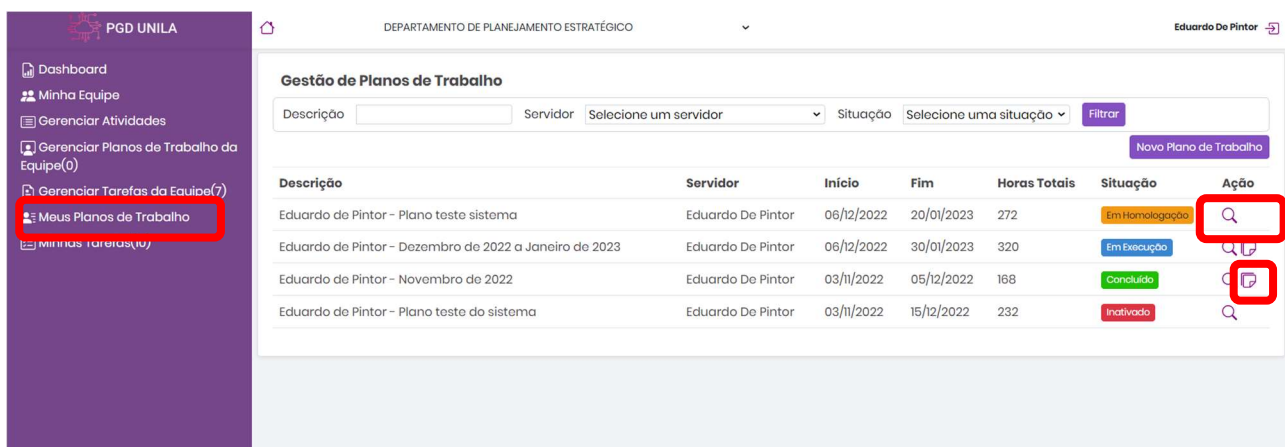 PGD UNILA
DEPARTAMENTO DE PLANEJAMENTO ESTRATÉGICO
Eduardo De Pintor
Dashboard
Minha Equipe
Gerenciar Atividades
Gerenciar Planos de Trabalho da
Equipe(0)
Gerenciar Tarefas da Equipe(7)
Meus Planos de Trabalho
Minhas Tarefas(10)
Gestão de Planos de Trabalho
Descrição Servidor Selecione um servidor Situação Selecione uma situação Filtrar
Novo Plano de Trabalho
Descrição Servidor Início Fim Horas Totais Situação Ação
Eduardo de Pintor - Plano teste sistema Eduardo De Pintor 06/12/2022 20/01/2023 272 Em Homologação
Eduardo de Pintor - Dezembro de 2022 a Janeiro de 2023 Eduardo De Pintor 06/12/2022 30/01/2023 320 Em Execução
Eduardo de Pintor - Novembro de 2022 Eduardo De Pintor 03/11/2022 05/12/2022 168 Concluído
Eduardo de Pintor - Plano teste do sistema Eduardo De Pintor 03/11/2022 15/12/2022 232 Inativado